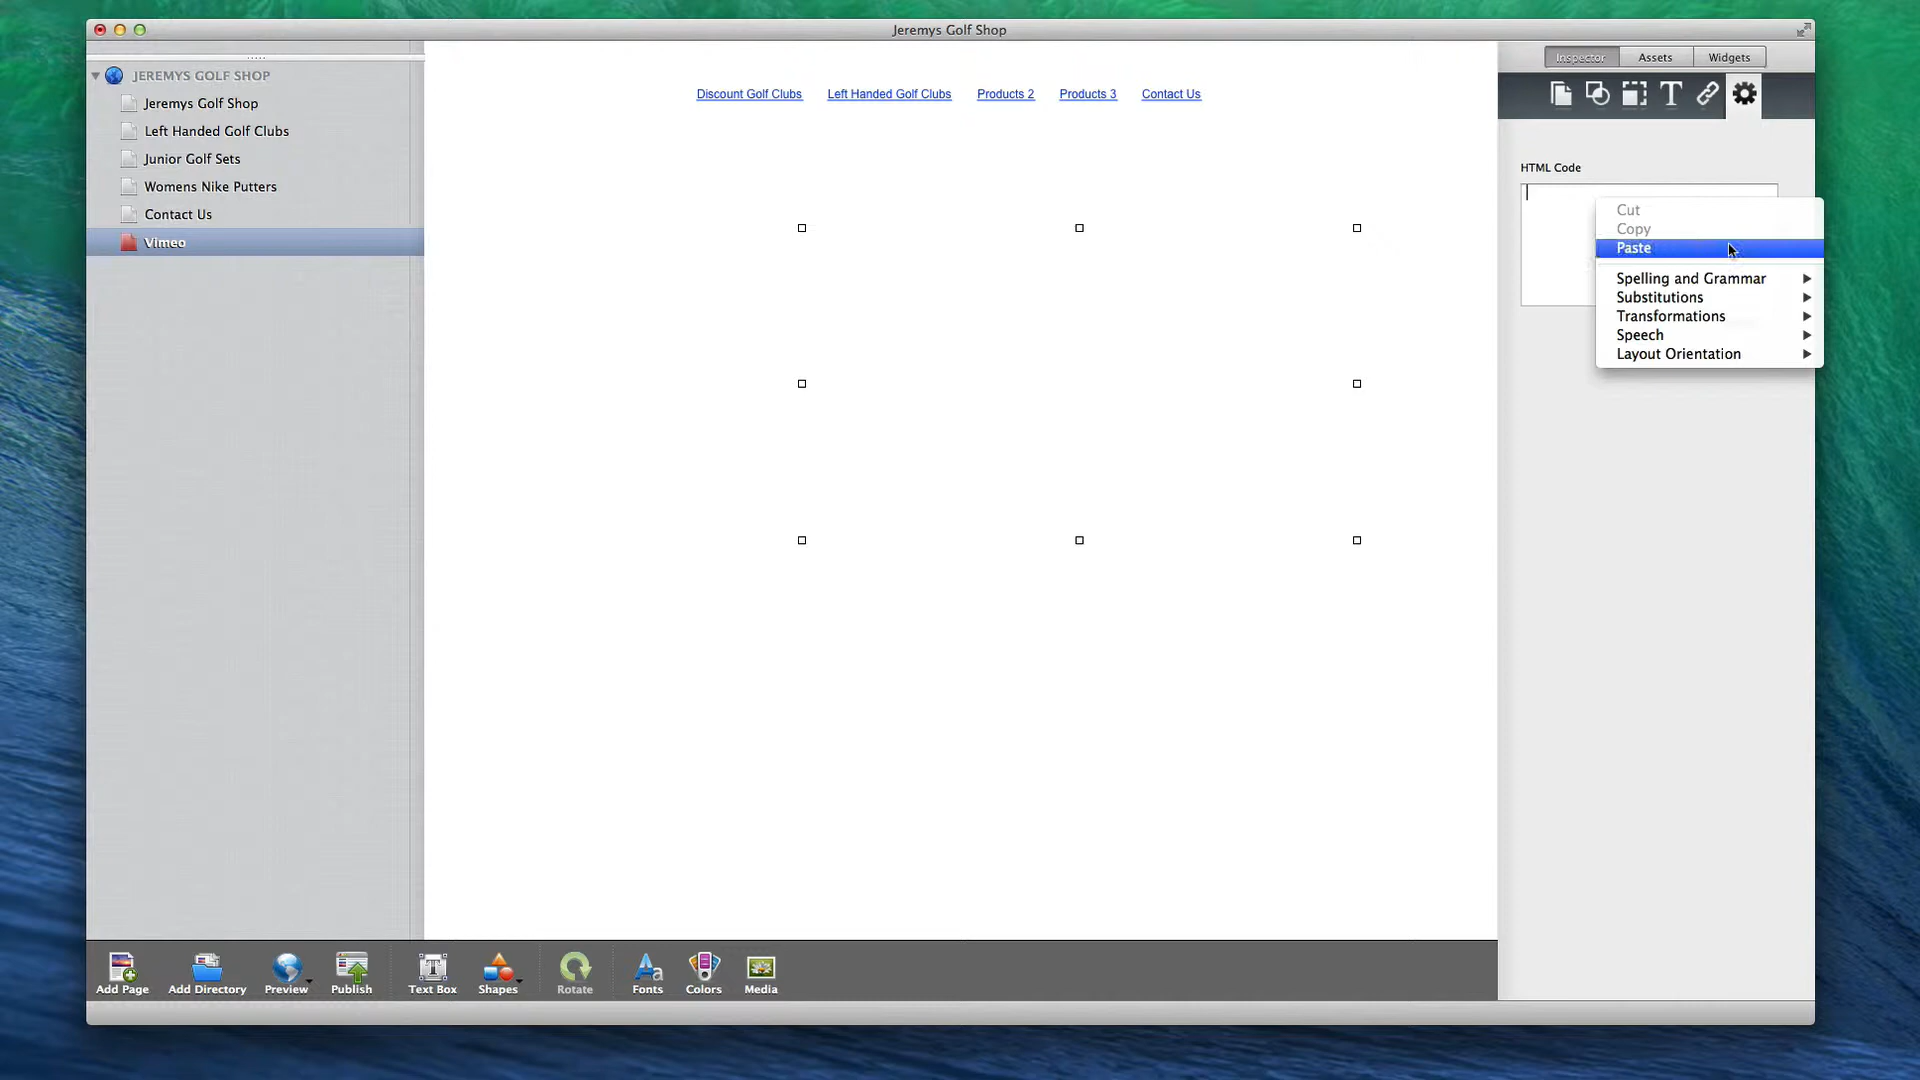 Jeremys Golf Shop
Inspector Assets Widgets
JEREMYS GOLF SHOP
Jeremys Golf Shop
Left Handed Golf Clubs
Junior Golf Sets
Womens Nike Putters
Contact Us
Vimeo
Discount Golf Clubs Left Handed Golf Clubs Products 2 Products 3 Contact Us
HTML Code
Cut
Copy
Paste
Spelling and Grammar
Substitutions
Transformations
Speech
Layout Orientation
Add Page Add Directory Preview Publish Text Box Shapes Rotate Fonts Colors Media